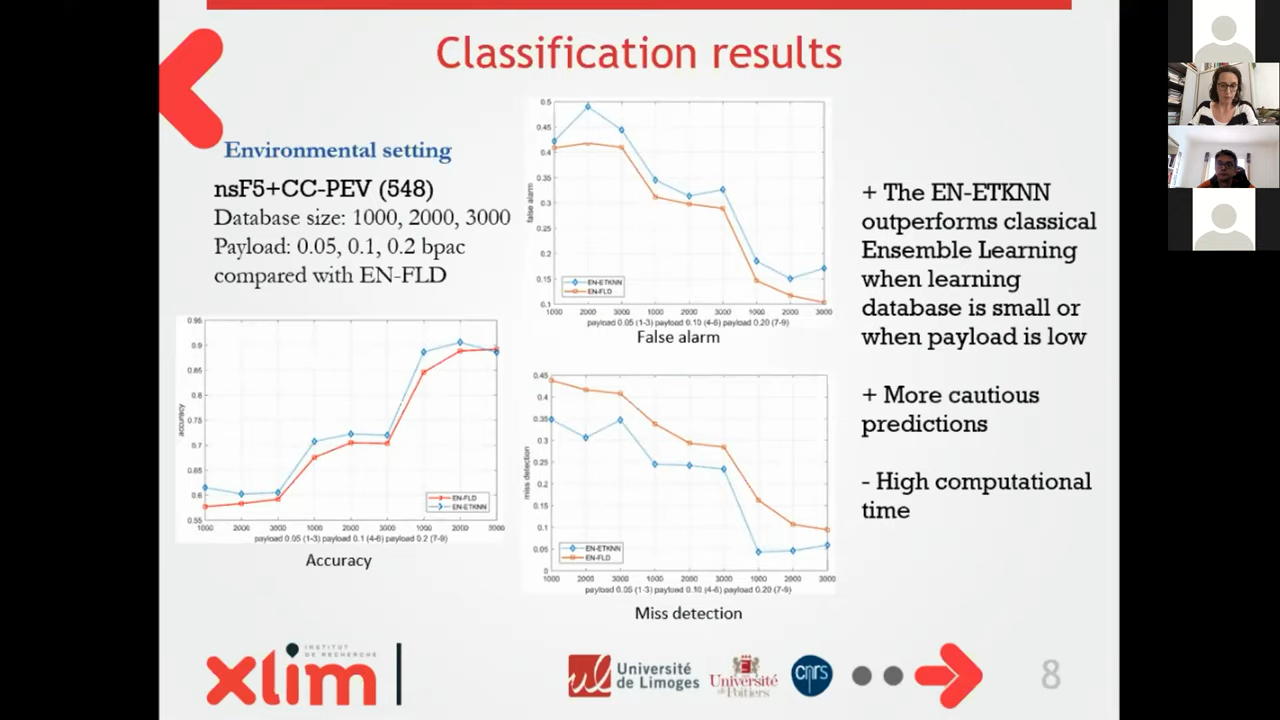 Classification results
Environmental setting
nsF5+CC-PEV (548)
Database size: 1000, 2000, 3000
Payload: 0.05, 0.1, 0.2 bpac
compared with EN-FLD
0.5
0.45
0.4
0.35
0.3
0.25
0.2
0.15
0.1
false alarm
EN-ETKNN
EN-FLD
1000 2000 3000 1000 2000 3000 1000 2000 3000
payload 0.05 (1-3) payload 0.10 (4-6) payload 0.20 (7-9)
False alarm
0.95
0.9
0.85
0.8
0.75
0.7
0.65
0.6
0.55
accuracy
EN-FLD
EN-ETKNN
1000 2000 3000 1000 2000 3000 1000 2000 3000
payload 0.05 (1-3) payload 0.1 (4-6) payload 0.2 (7-9)
Accuracy
0.45
0.4
0.35
0.3
0.25
0.2
0.15
0.1
0.05
0
miss detection
EN-ETKNN
EN-FLD
1000 2000 3000 1000 2000 3000 1000 2000 3000
payload 0.05 (1-3) payload 0.10 (4-6) payload 0.20 (7-9)
Miss detection
+ The EN-ETKNN
outperforms classical
Ensemble Learning
when learning
database is small or
when payload is low
+ More cautious
predictions
- High computational
time
INSTITUT
DE RECHERCHE
xlim
ul
Université
de Limoges
Université
de Poitiers
cnrs
8